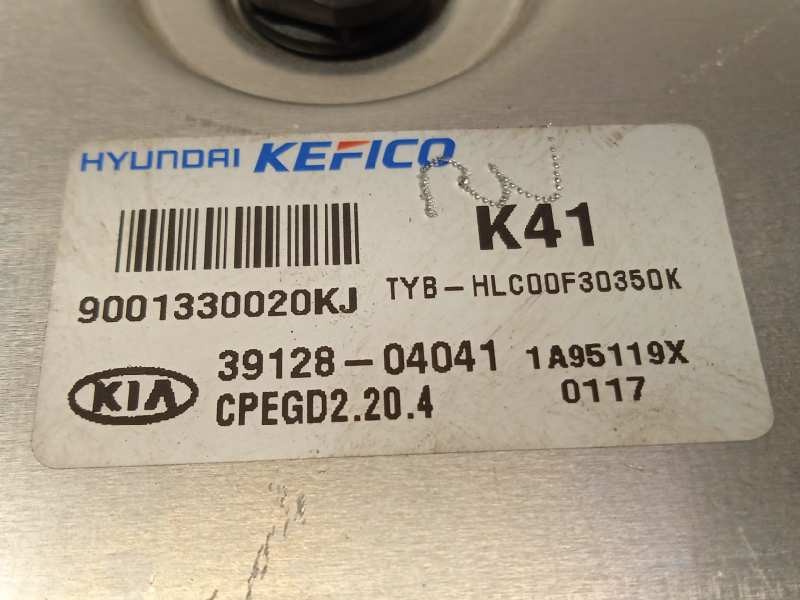 HYUNDAI KEFICO
K41
9001330020KJ
TYB-HLC00F30350K
KIA
39128-04041
1A95119X
CPEGD2.20.4
0117